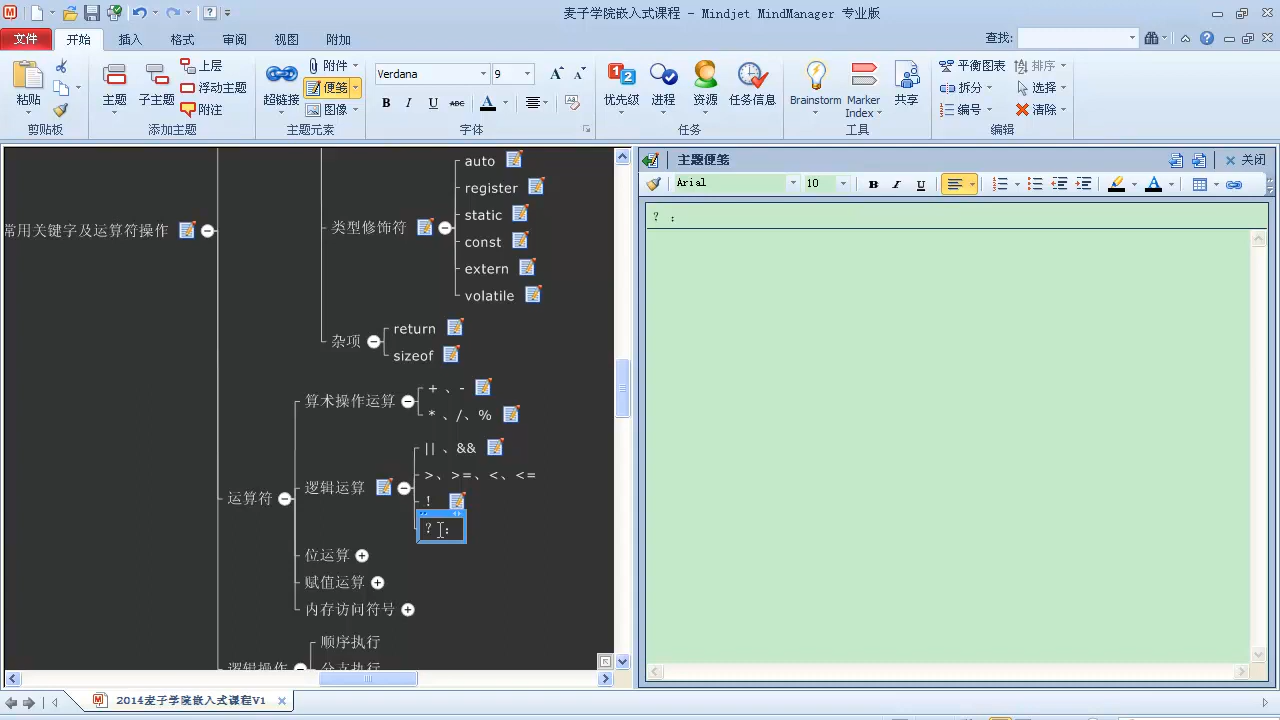 麦子学院嵌入式课程 - Mindjet MindManager 专业版
文件 开始 插入 格式 审阅 视图 附加 查找:
粘贴
剪贴板
主题
子主题
上层
浮动主题
附注
添加主题
超链接
附件
便笺
图像
主题元素
Verdana 9
B I U ABC A
字体
优先级
进程
资源
任务信息
任务
Brainstorm
Marker Index
共享
工具
平衡图表
拆分
编号
排序
选择
清除
编辑
常用关键字及运算符操作
类型修饰符
auto
register
static
const
extern
volatile
杂项
return
sizeof
运算符
算术操作运算
+ 、-
* 、/、%
逻辑运算
|| 、&&
>、>=、<、<=
!
? :
位运算
赋值运算
内存访问符号
逻辑操作
顺序执行
分支执行
主题便笺 关闭
Arial 10 B I U A
? :
2014麦子学院嵌入式课程V1